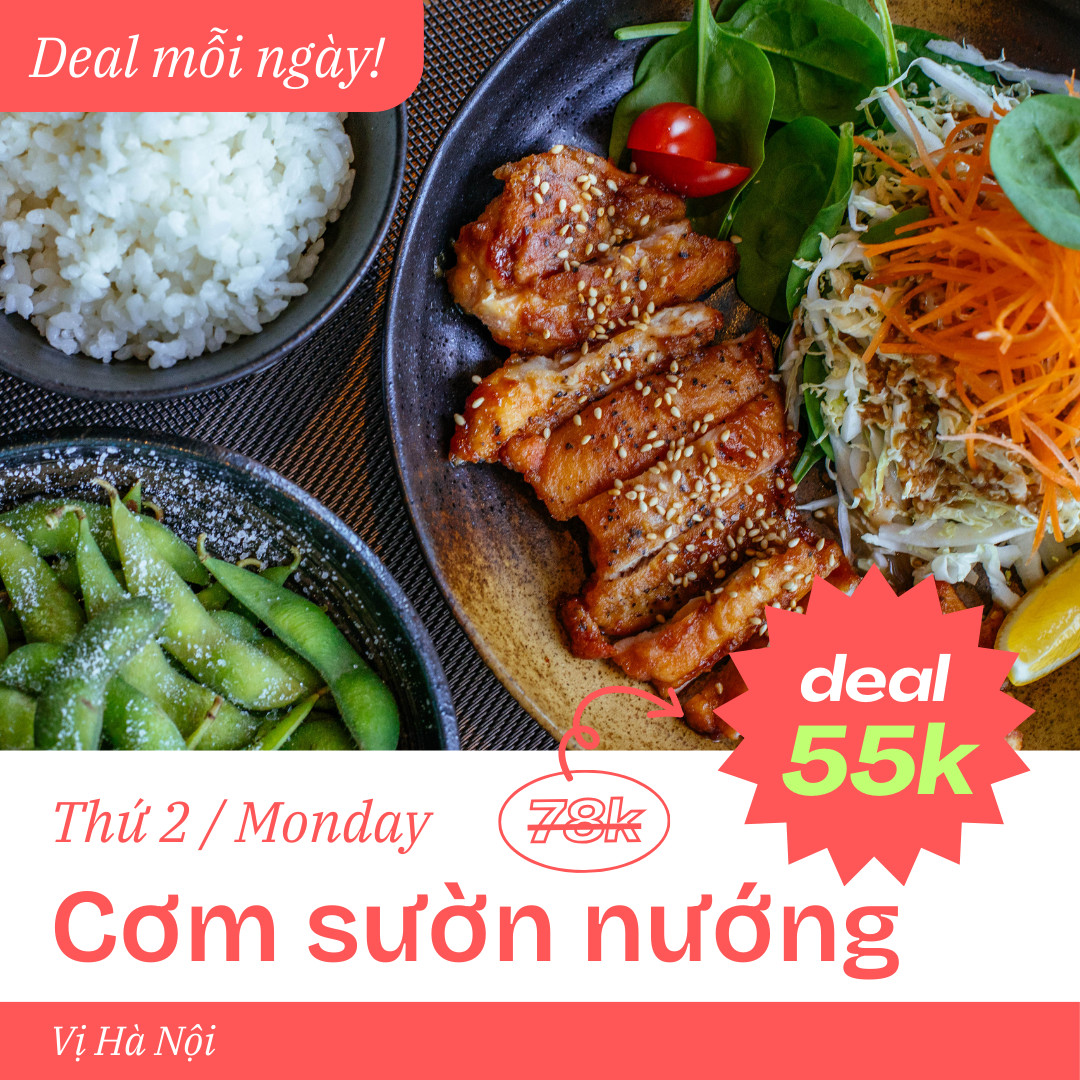 Deal mỗi ngày!
deal
55k
78k
Thứ 2 / Monday
Cơm sườn nướng
Vị Hà Nội